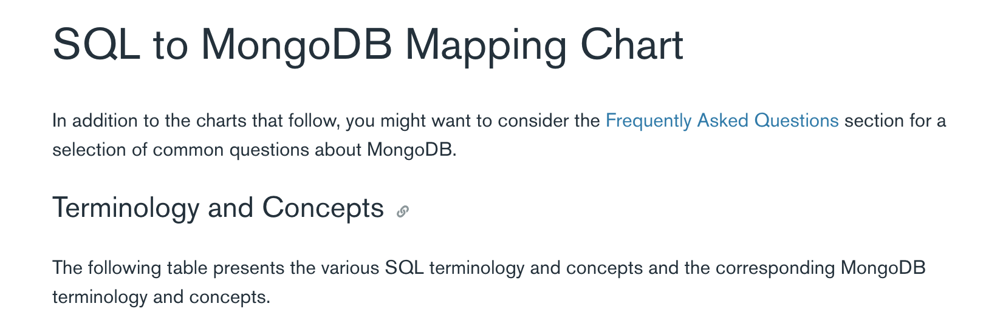 SQL to MongoDB Mapping Chart
In addition to the charts that follow, you might want to consider the Frequently Asked Questions section for a
selection of common questions about MongoDB.
Terminology and Concepts
The following table presents the various SQL terminology and concepts and the corresponding MongoDB
terminology and concepts.